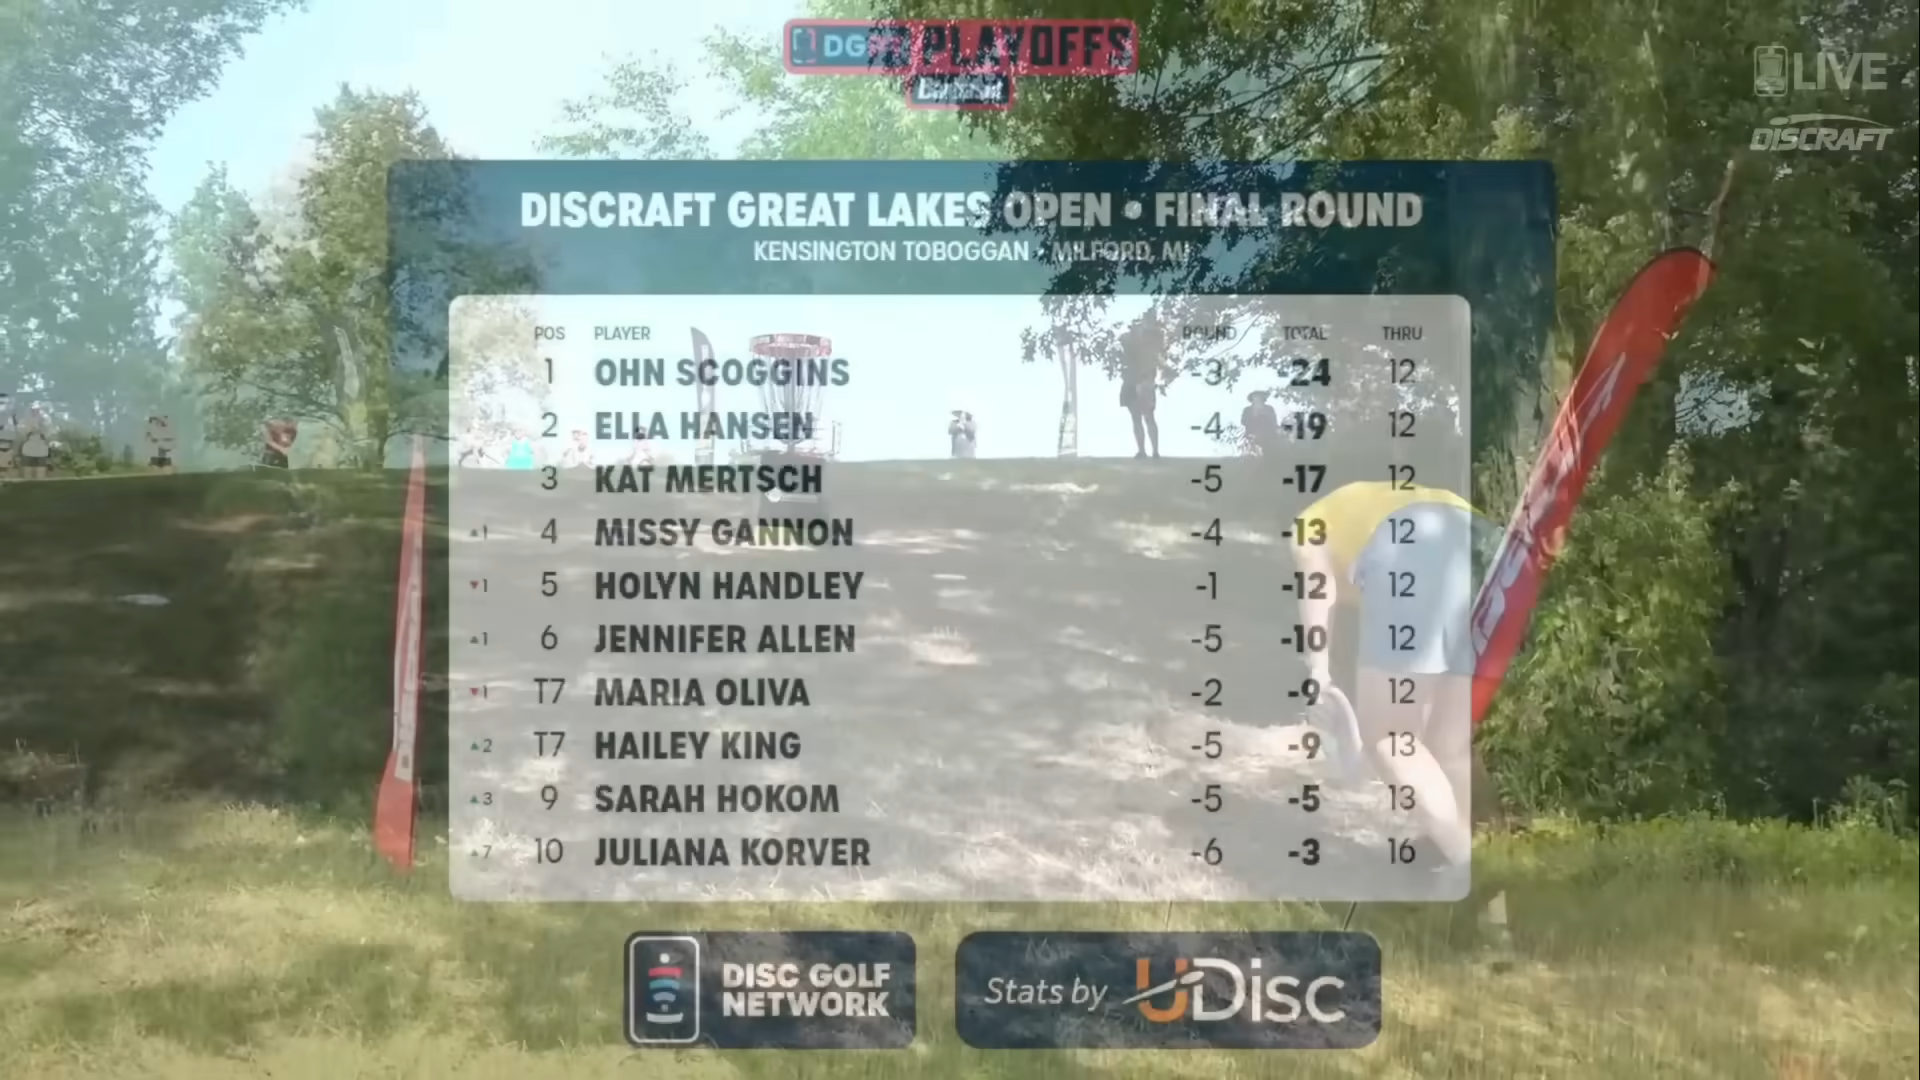 DG PLAYOFFS
LIVE
DISCRAFT
DISCRAFT GREAT LAKES OPEN • FINAL ROUND
KENSINGTON TOBOGGAN • MILFORD, MI
POS PLAYER ROUND TOTAL THRU
1 OHN SCOGGINS -3 -24 12
2 ELLA HANSEN -4 -19 12
3 KAT MERTSCH -5 -17 12
▲1 4 MISSY GANNON -4 -13 12
▼1 5 HOLYN HANDLEY -1 -12 12
▲1 6 JENNIFER ALLEN -5 -10 12
▼1 T7 MARIA OLIVA -2 -9 12
▲2 T7 HAILEY KING -5 -9 13
▲3 9 SARAH HOKOM -5 -5 13
▲7 10 JULIANA KORVER -6 -3 16
DISC GOLF
NETWORK
Stats by UDisc